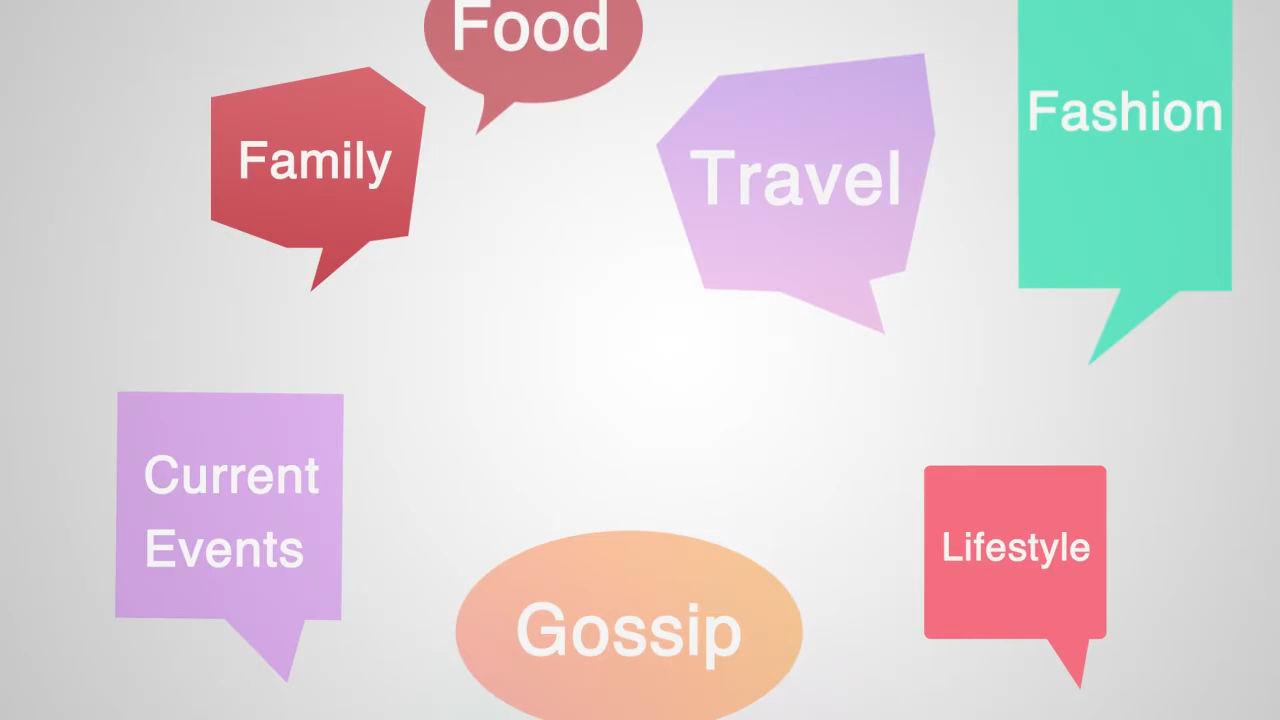 Food
Family
Travel
Fashion
Current
Events
Gossip
Lifestyle